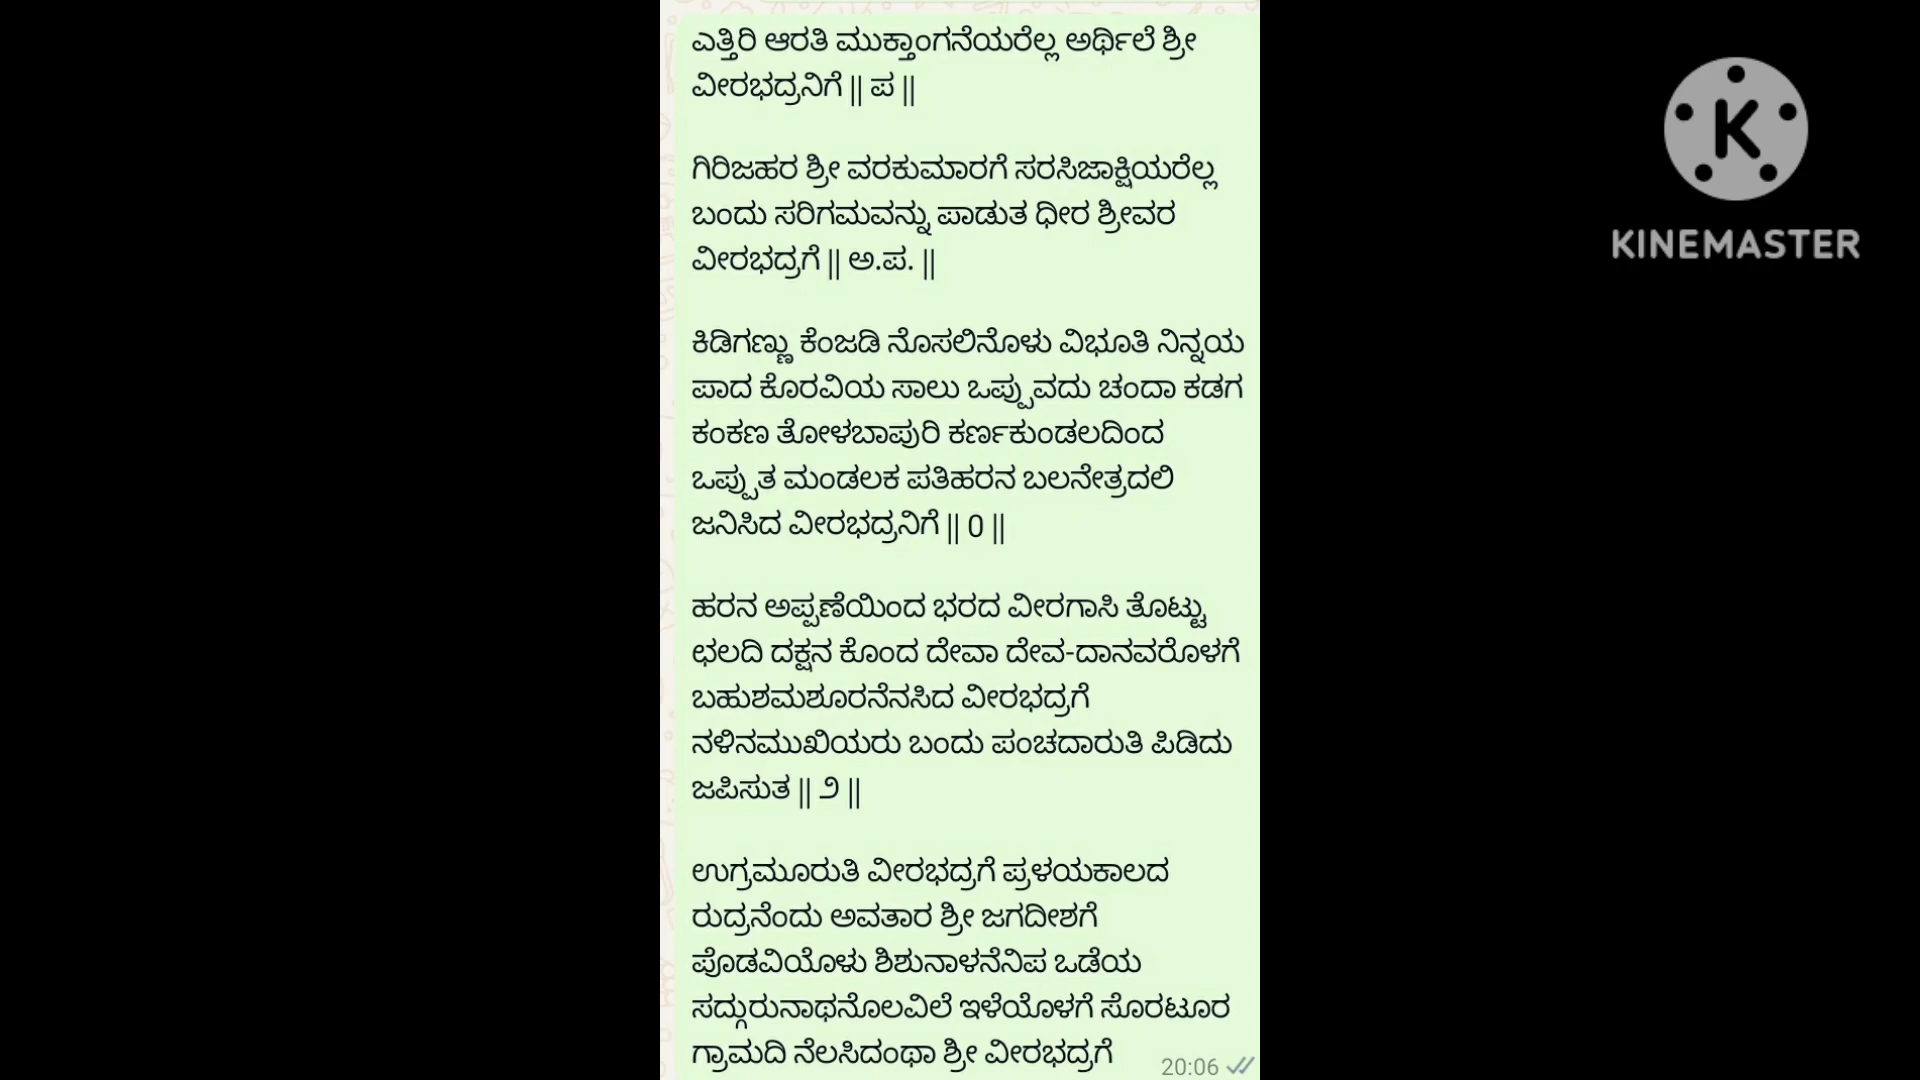 ಎತ್ತಿರಿ ಆರತಿ ಮುಕ್ತಾಂಗನೆಯರೆಲ್ಲ ಅರ್ಥಿಲೆ ಶ್ರೀ
ವೀರಭದ್ರನಿಗೆ || ಪ ||
ಗಿರಿಜಹರ ಶ್ರೀ ವರಕುಮಾರಗೆ ಸರಸಿಜಾಕ್ಷಿಯರೆಲ್ಲ
ಬಂದು ಸರಿಗಮವನ್ನು ಪಾಡುತ ಧೀರ ಶ್ರೀವರ
ವೀರಭದ್ರಗೆ || ಅ.ಪ. ||
ಕಿಡಿಗಣ್ಣು ಕೆಂಜಡಿ ನೊಸಲಿನೊಳು ವಿಭೂತಿ ನಿನ್ನಯ
ಪಾದ ಕೊರವಿಯ ಸಾಲು ಒಪ್ಪುವದು ಚಂದಾ ಕಡಗ
ಕಂಕಣ ತೋಳಬಾಪುರಿ ಕರ್ಣಕುಂಡಲದಿಂದ
ಒಪ್ಪುತ ಮಂಡಲಕ ಪತಿಹರನ ಬಲನೇತ್ರದಲಿ
ಜನಿಸಿದ ವೀರಭದ್ರನಿಗೆ || 0 ||
ಹರನ ಅಪ್ಪಣೆಯಿಂದ ಭರದ ವೀರಗಾಸಿ ತೊಟ್ಟು
ಛಲದಿ ದಕ್ಷನ ಕೊಂದ ದೇವಾ ದೇವ-ದಾನವರೊಳಗೆ
ಬಹುಶಮಶೂರನೆನಸಿದ ವೀರಭದ್ರಗೆ
ನಳಿನಮುಖಿಯರು ಬಂದು ಪಂಚದಾರುತಿ ಪಿಡಿದು
ಜಪಿಸುತ || ೨ ||
ಉಗ್ರಮೂರುತಿ ವೀರಭದ್ರಗೆ ಪ್ರಳಯಕಾಲದ
ರುದ್ರನೆಂದು ಅವತಾರ ಶ್ರೀ ಜಗದೀಶಗೆ
ಪೊಡವಿಯೊಳು ಶಿಶುನಾಳನೆನಿಪ ಒಡೆಯ
ಸದ್ಗುರುನಾಥನೊಲವಿಲೆ ಇಳೆಯೊಳಗೆ ಸೊರಟೂರ
ಗ್ರಾಮದಿ ನೆಲಸಿದಂಥಾ ಶ್ರೀ ವೀರಭದ್ರಗೆ
20:06
K
KINEMASTER